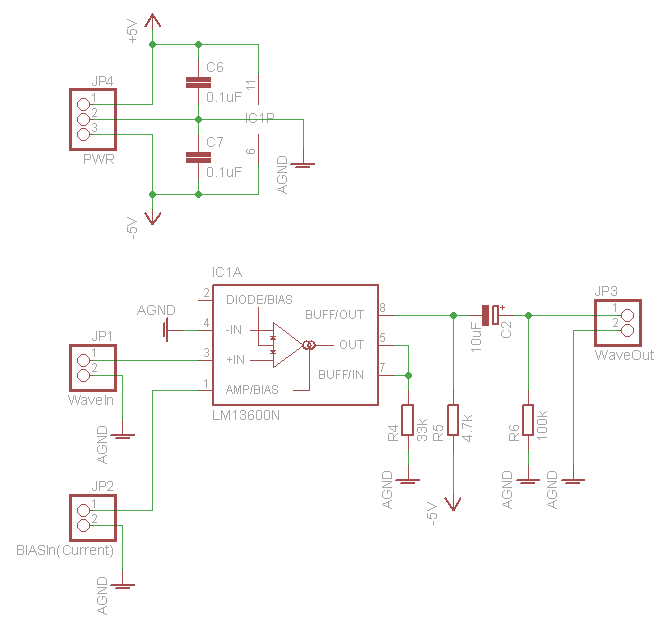 +5V
JP4
1
2
3
PWR
C6
0.1uF
11
IC1P
C7
0.1uF
6
AGND
-5V
IC1A
2
DIODE/BIAS
BUFF/OUT
8
AGND
4
-IN
OUT
5
JP1
1
2
WaveIn
3
+IN
BUFF/IN
7
1
AMP/BIAS
LM13600N
AGND
10uF
+
C2
JP3
1
2
WaveOut
R4
33k
R5
4.7k
R6
100k
AGND
-5V
AGND
AGND
JP2
1
2
BIASIn(Current)
AGND